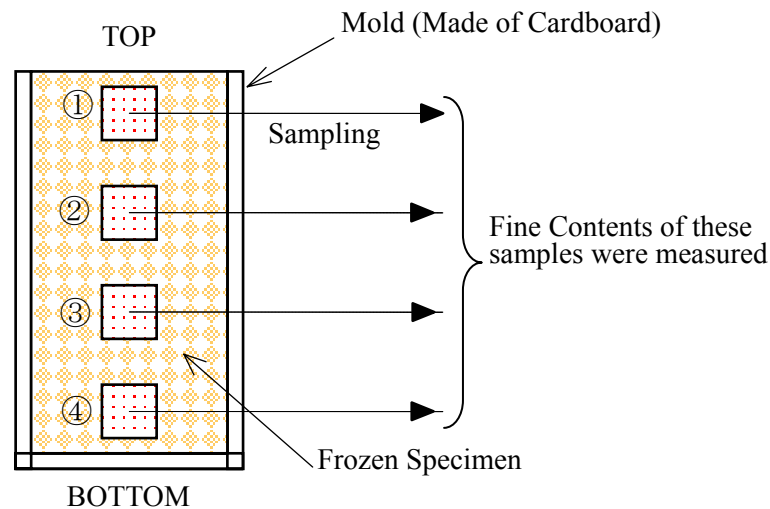 TOP
Mold (Made of Cardboard)
①
Sampling
②
Fine Contents of these
samples were measured
③
④
Frozen Specimen
BOTTOM